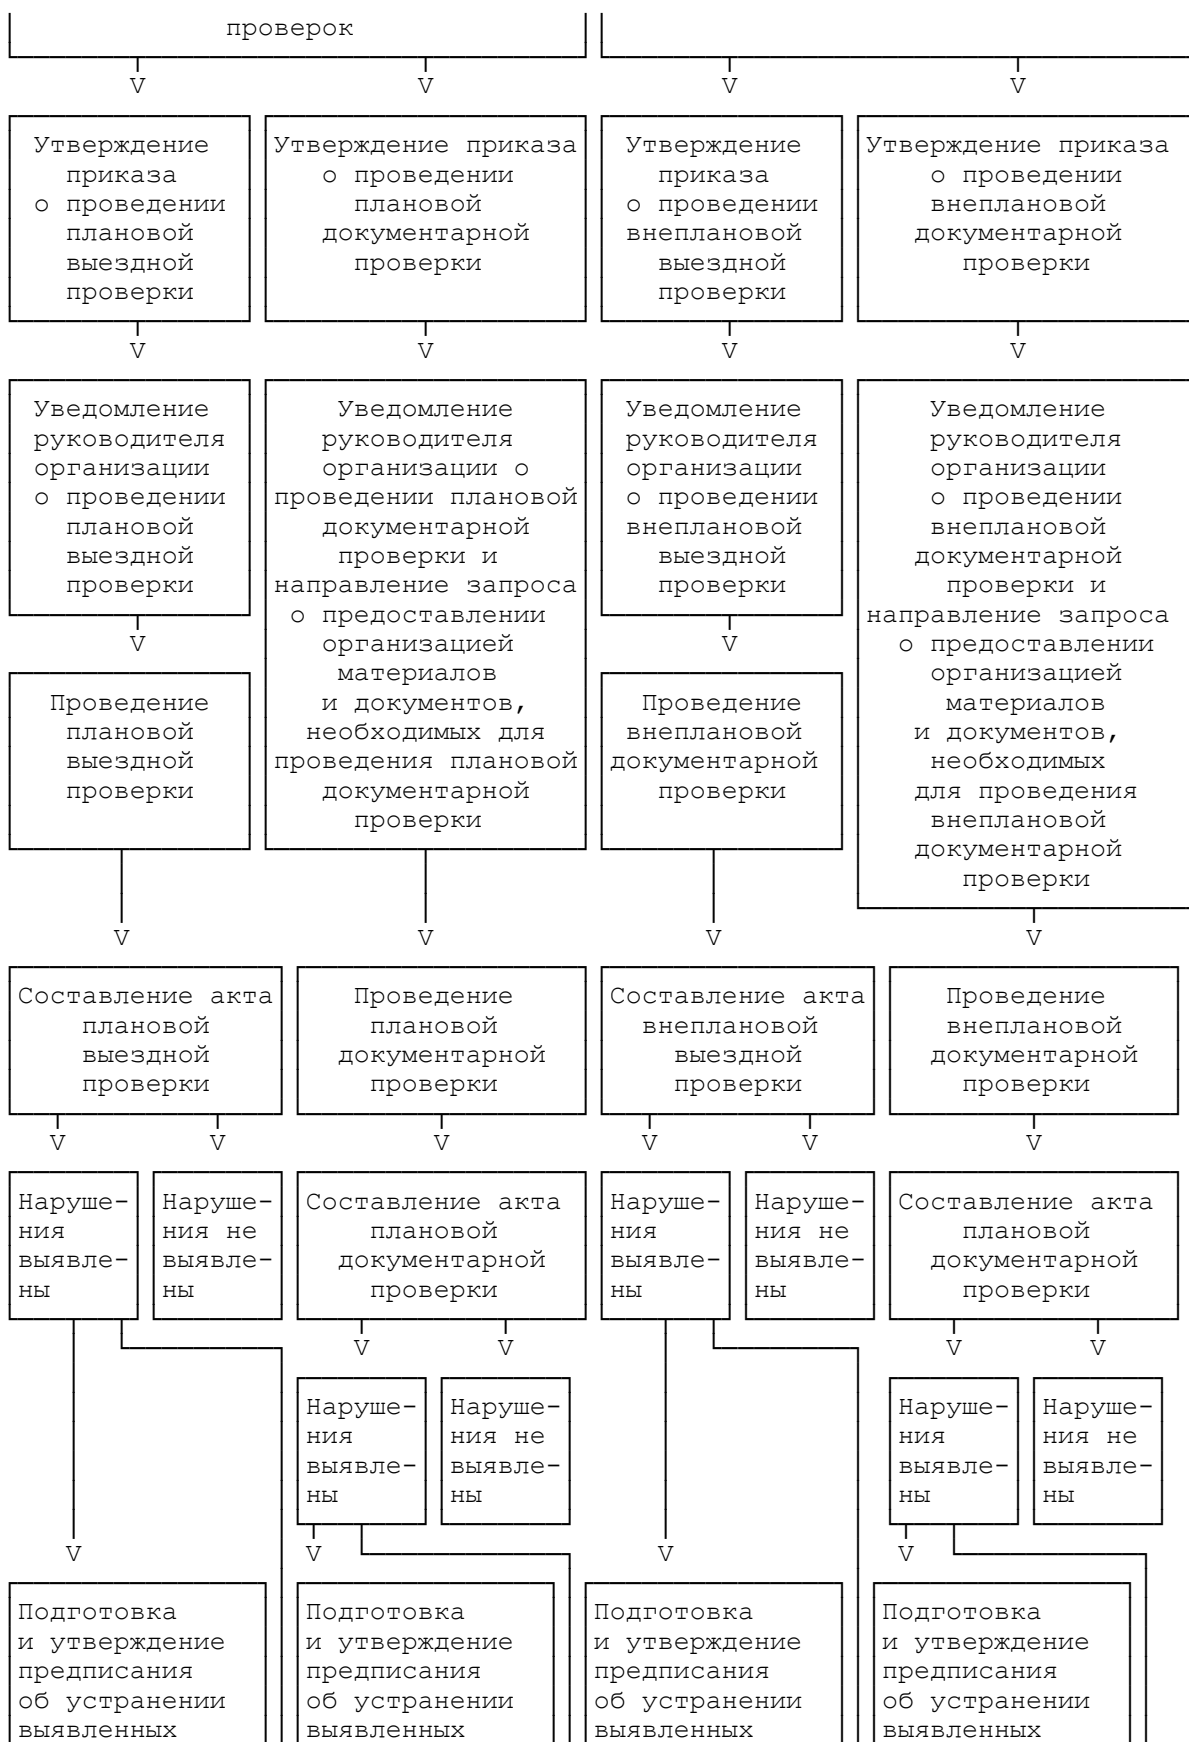 проверок
V
V
V
V
Утверждение
приказа
о проведении
плановой
выездной
проверки
Утверждение приказа
о проведении
плановой
документарной
проверки
Утверждение
приказа
о проведении
внеплановой
выездной
проверки
Утверждение приказа
о проведении
внеплановой
документарной
проверки
V
V
V
V
Уведомление
руководителя
организации
о проведении
плановой
выездной
проверки
Уведомление
руководителя
организации о
проведении плановой
документарной
проверки и
направление запроса
о предоставлении
организацией
материалов
и документов,
необходимых для
проведения плановой
документарной
проверки
Уведомление
руководителя
организации
о проведении
внеплановой
выездной
проверки
Уведомление
руководителя
организации
о проведении
внеплановой
документарной
проверки и
направление запроса
о предоставлении
организацией
материалов
и документов,
необходимых
для проведения
внеплановой
документарной
проверки
V
V
Проведение
плановой
выездной
проверки
Проведение
внеплановой
документарной
проверки
V
V
V
V
Составление акта
плановой
выездной
проверки
Проведение
плановой
документарной
проверки
Составление акта
внеплановой
выездной
проверки
Проведение
внеплановой
документарной
проверки
V
V
V
V
V
V
Наруше-
ния
выявле-
ны
Наруше-
ния не
выявле-
ны
Составление акта
плановой
документарной
проверки
Наруше-
ния
выявле-
ны
Наруше-
ния не
выявле-
ны
Составление акта
плановой
документарной
проверки
V
V
V
V
Наруше-
ния
выявле-
ны
Наруше-
ния не
выявле-
ны
Наруше-
ния
выявле-
ны
Наруше-
ния не
выявле-
ны
V
V
V
V
Подготовка
и утверждение
предписания
об устранении
выявленных
Подготовка
и утверждение
предписания
об устранении
выявленных
Подготовка
и утверждение
предписания
об устранении
выявленных
Подготовка
и утверждение
предписания
об устранении
выявленных